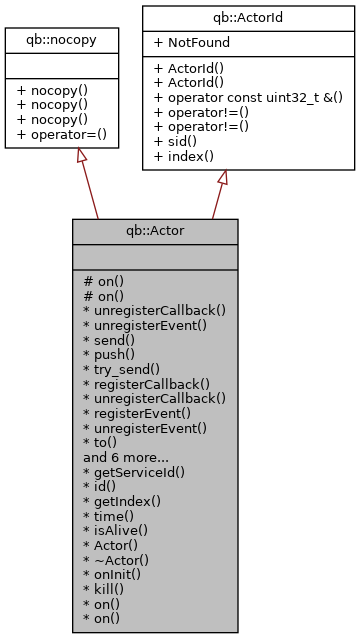 qb::nocopy
+ nocopy()
+ nocopy()
+ nocopy()
+ operator=()
qb::ActorId
+ NotFound
+ ActorId()
+ ActorId()
+ operator const uint32_t &()
+ operator!=()
+ operator!=()
+ sid()
+ index()
qb::Actor
# on()
# on()
* unregisterCallback()
* unregisterEvent()
* send()
* push()
* try_send()
* registerCallback()
* unregisterCallback()
* registerEvent()
* unregisterEvent()
* to()
and 6 more...
* getServiceId()
* id()
* getIndex()
* time()
* isAlive()
* Actor()
* ~Actor()
* onInit()
* kill()
* on()
* on()